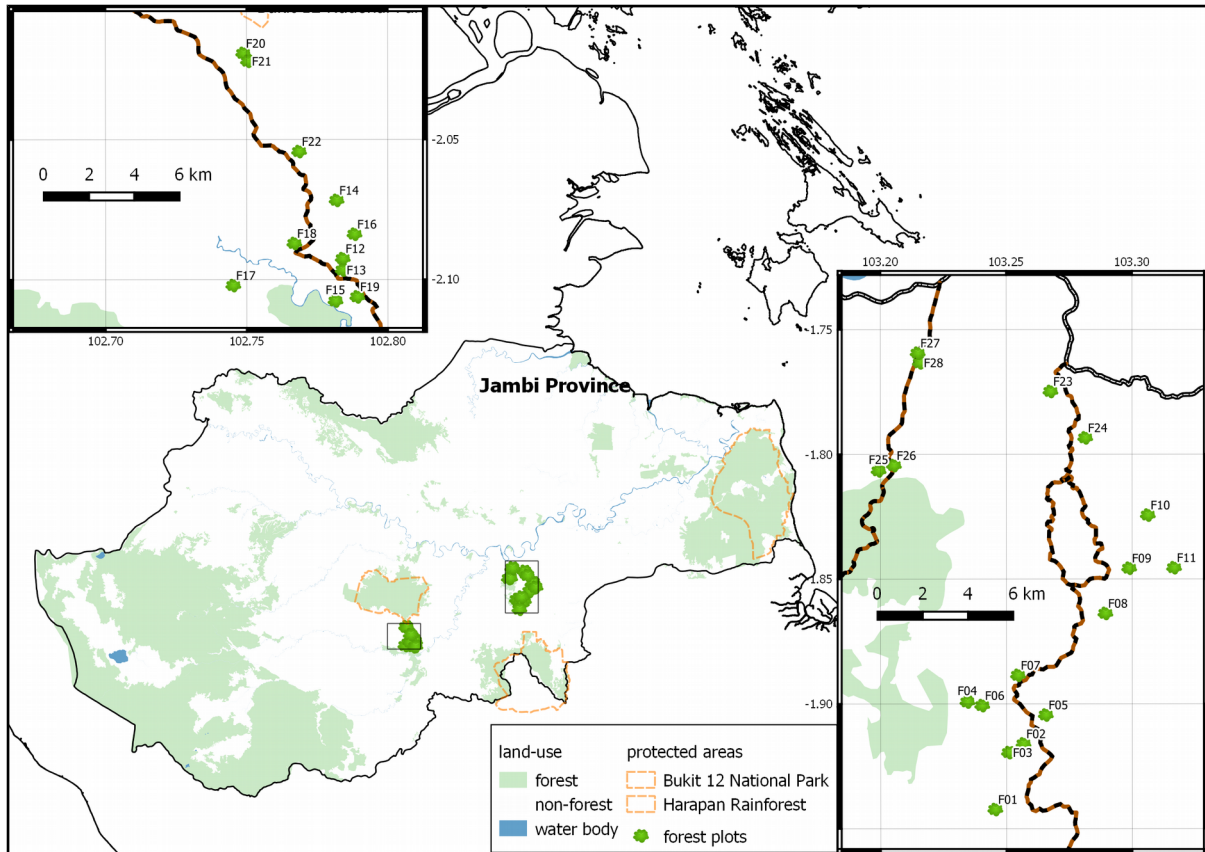 Bukit 12 National Par
F20
F21
F22
-2.05
0 2 4 6 km
F14
F16
F18
F12
F13
-2.10
F17
F15
F19
102.70 102.75 102.80
Jambi Province
103.20 103.25 103.30
-1.75
F27
F28
F23
F24
-1.80
F25
F26
F10
-1.85
F09
F11
0 2 4 6 km
F08
F07
F04
F06
-1.90
F05
F02
F03
F01
land-use protected areas
forest Bukit 12 National Park
non-forest Harapan Rainforest
water body forest plots